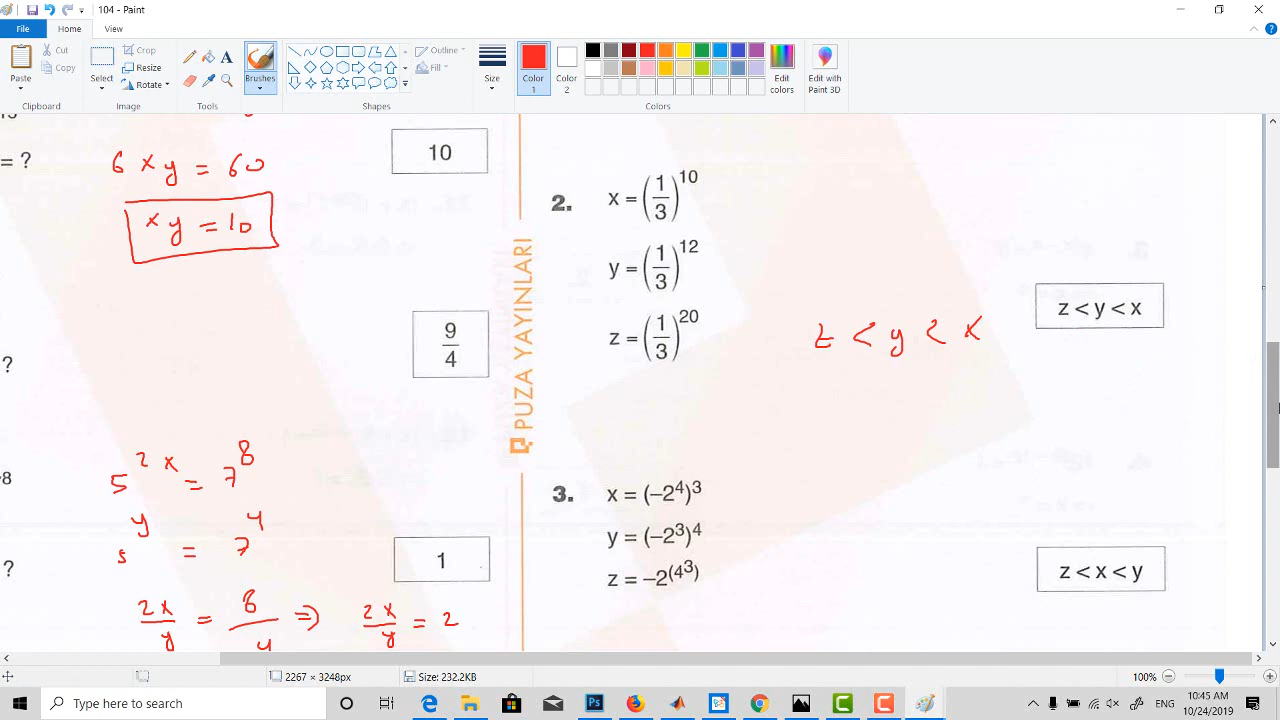 104 - Paint
File Home View
Paste
Cut
Copy
Clipboard
Select
Crop
Resize
Rotate
Image
Tools
Brushes
Shapes
Outline
Fill
Size
Color 1
Color 2
Colors
Edit colors
Edit with Paint 3D
= ?
6 x y = 60
x y = 10
10
9/4
?
5^2x = 7^8
5^y = 7^4
-8
?
1
2x/y = 8/4 ⇒ 2x/y = 2
PUZA YAYINLARI
2. x = (1/3)^10
y = (1/3)^12
z = (1/3)^20
z < y < x
z < y < x
3. x = (–2^4)^3
y = (–2^3)^4
z = –2^(4^3)
z < x < y
2267 × 3248px
Size: 232.2KB
100%
Type here to search
ENG
10:45 AM
10/24/2019